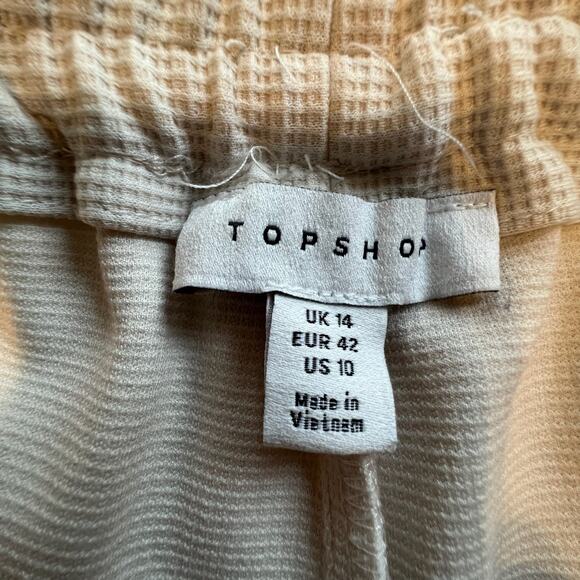 TOPSHOP
UK 14
EUR 42
US 10
Made in
Vietnam